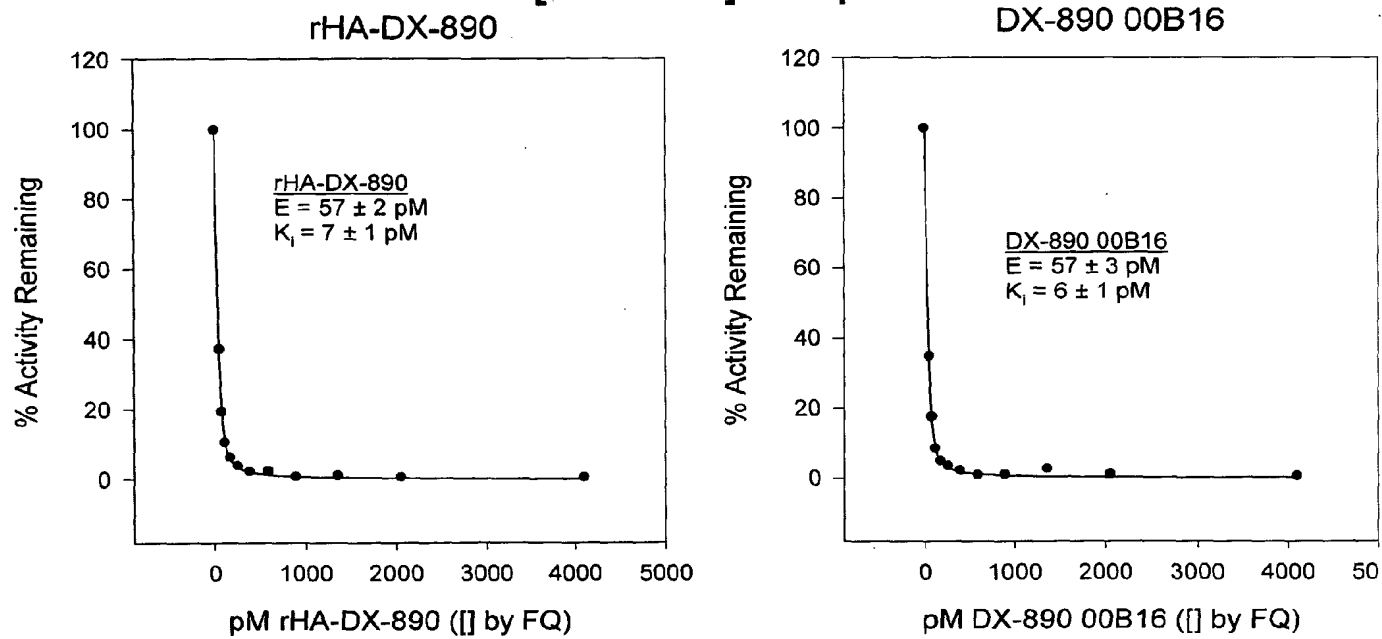 rHA-DX-890
120
100
80
60
40
20
0
% Activity Remaining
rHA-DX-890
E = 57 ± 2 pM
Ki = 7 ± 1 pM
0 1000 2000 3000 4000 5000
pM rHA-DX-890 ([] by FQ)
DX-890 00B16
120
100
80
60
40
20
0
% Activity Remaining
DX-890 00B16
E = 57 ± 3 pM
Ki = 6 ± 1 pM
0 1000 2000 3000 4000 50
pM DX-890 00B16 ([] by FQ)